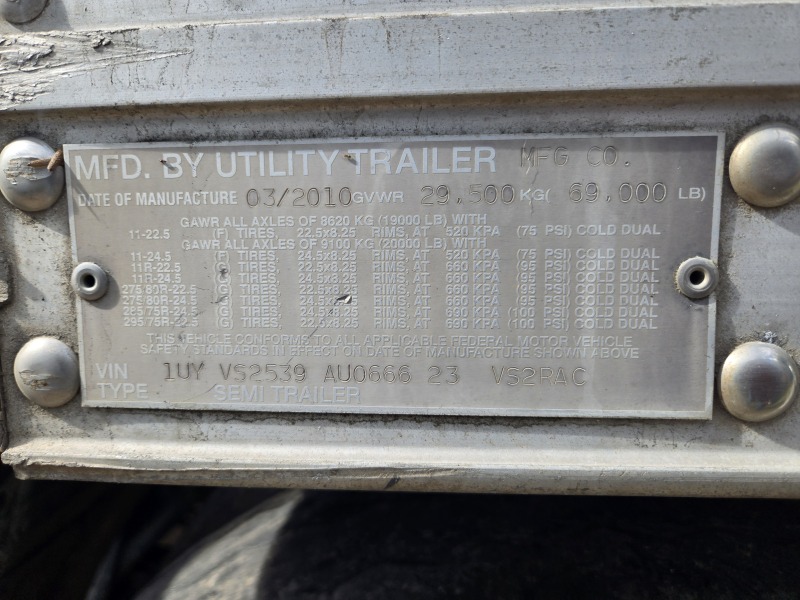 MFD. BY UTILITY TRAILER MFG CO.
DATE OF MANUFACTURE 03/2010 GVWR 29,500 KG( 69,000 LB)
GAWR ALL AXLES OF 8620 KG (19000 LB) WITH
11-22.5 (F) TIRES, 22.5x8.25 RIMS, AT 520 KPA (75 PSI) COLD DUAL
GAWR ALL AXLES OF 9100 KG (20000 LB) WITH
11-24.5 (F) TIRES, 24.5x8.25 RIMS, AT 520 KPA (75 PSI) COLD DUAL
11R-22.5 TIRES, 22.5x8.25 RIMS, AT 660 KPA (95 PSI) COLD DUAL
11R-24.5 TIRES, 24.5x8.25 RIMS, AT 660 KPA (95 PSI) COLD DUAL
275 80R-22.5 (G) TIRES, 22.5x8.25 RIMS, AT 660 KPA (95 PSI) COLD DUAL
275 80R-24.5 (G) TIRES, 24.5x8.25 RIMS, AT 660 KPA (95 PSI) COLD DUAL
285 75R-24.5 (G) TIRES, 24.5x8.25 RIMS, AT 690 KPA (100 PSI) COLD DUAL
295 75R-22.5 (G) TIRES, 22.5x8.25 RIMS, AT 690 KPA (100 PSI) COLD DUAL
THIS VEHICLE CONFORMS TO ALL APPLICABLE FEDERAL MOTOR VEHICLE
SAFETY STANDARDS IN EFFECT ON DATE OF MANUFACTURE SHOWN ABOVE
VIN 1UY VS2539 AU0666 23 VS2RAC
TYPE SEMI TRAILER